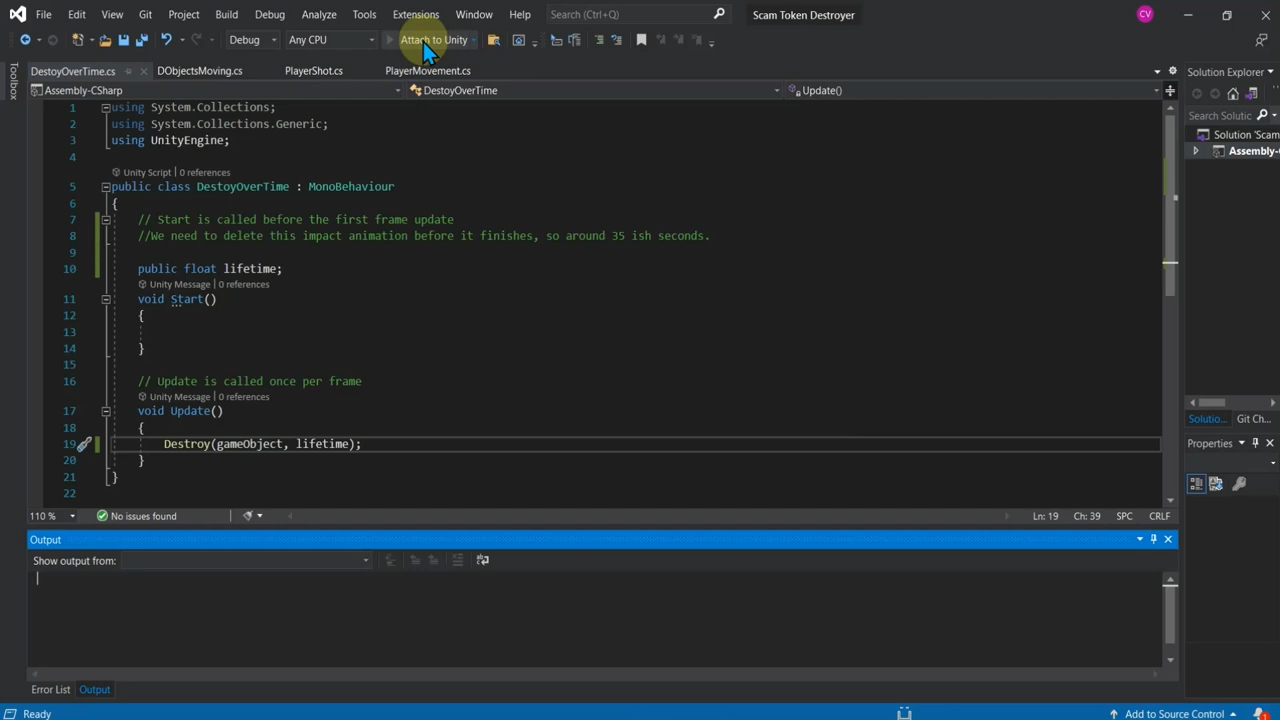 File Edit View Git Project Build Debug Test Analyze Tools Extensions Window Help Search (Ctrl+Q) Scam Token Destroyer CV
Debug Any CPU Attach to Unity
Toolbox
DestoyOverTime.cs DObjectsMoving.cs PlayerShot.cs PlayerMovement.cs
Assembly-CSharp DestoyOverTime Update()
1 using System.Collections;
2 using System.Collections.Generic;
3 using UnityEngine;
4
Unity Script | 0 references
5 public class DestoyOverTime : MonoBehaviour
6 {
7 // Start is called before the first frame update
8 //We need to delete this impact animation before it finishes, so around 35 ish seconds.
9
10 public float lifetime;
Unity Message | 0 references
11 void Start()
12 {
13
14 }
15
16 // Update is called once per frame
Unity Message | 0 references
17 void Update()
18 {
19 Destroy(gameObject, lifetime);
20 }
21 }
22
110 % No issues found Ln: 19 Ch: 39 SPC CRLF
Output
Show output from:
Error List Output
Ready Add to Source Control 1
Solution Explorer
Search Solutic
Solution 'Scam
Assembly-
Solutio... Git Ch...
Properties